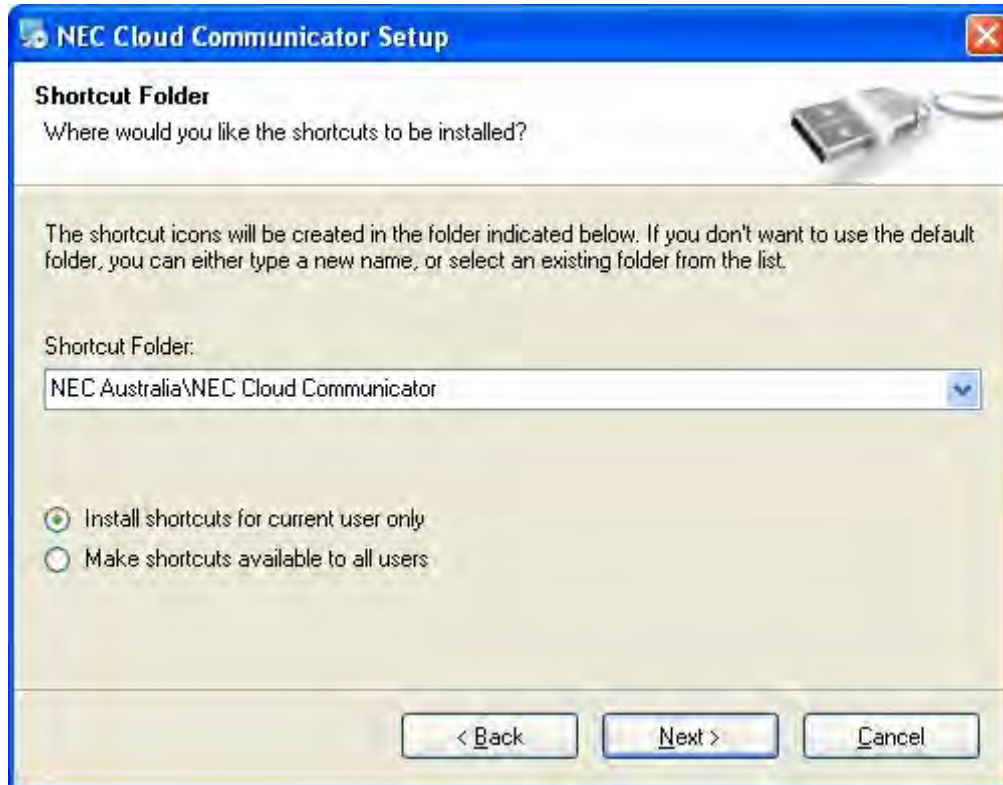 NEC Cloud Communicator Setup
Shortcut Folder
Where would you like the shortcuts to be installed?
The shortcut icons will be created in the folder indicated below. If you don't want to use the default
folder, you can either type a new name, or select an existing folder from the list.
Shortcut Folder:
NEC Australia\NEC Cloud Communicator
Install shortcuts for current user only
Make shortcuts available to all users
< Back
Next >
Cancel